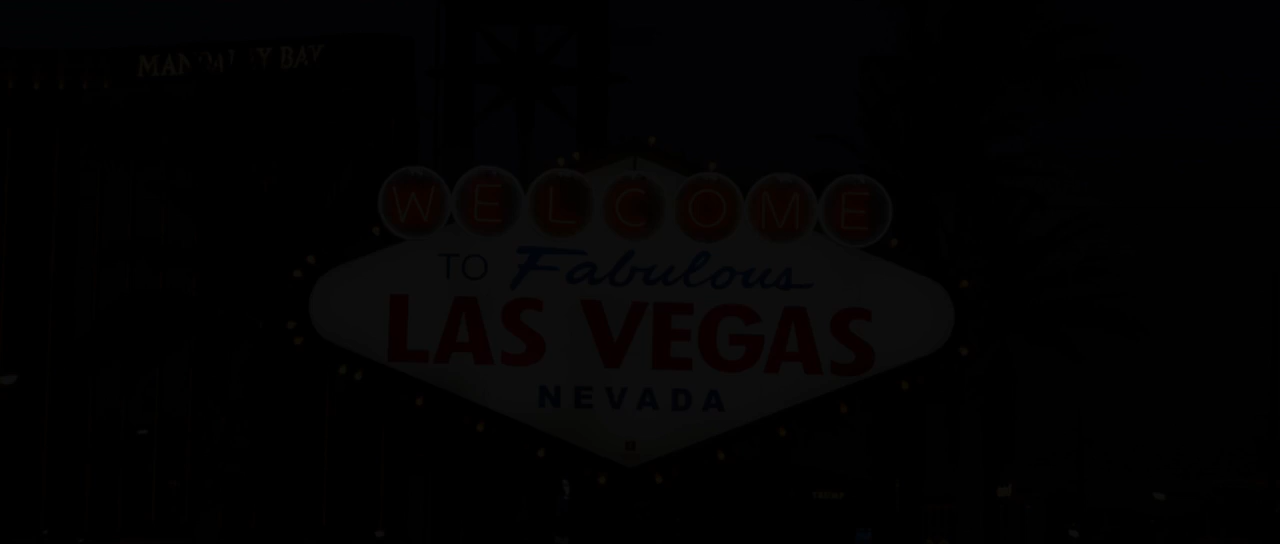 MANDALAY BAY
WELCOME
TO Fabulous
LAS VEGAS
NEVADA